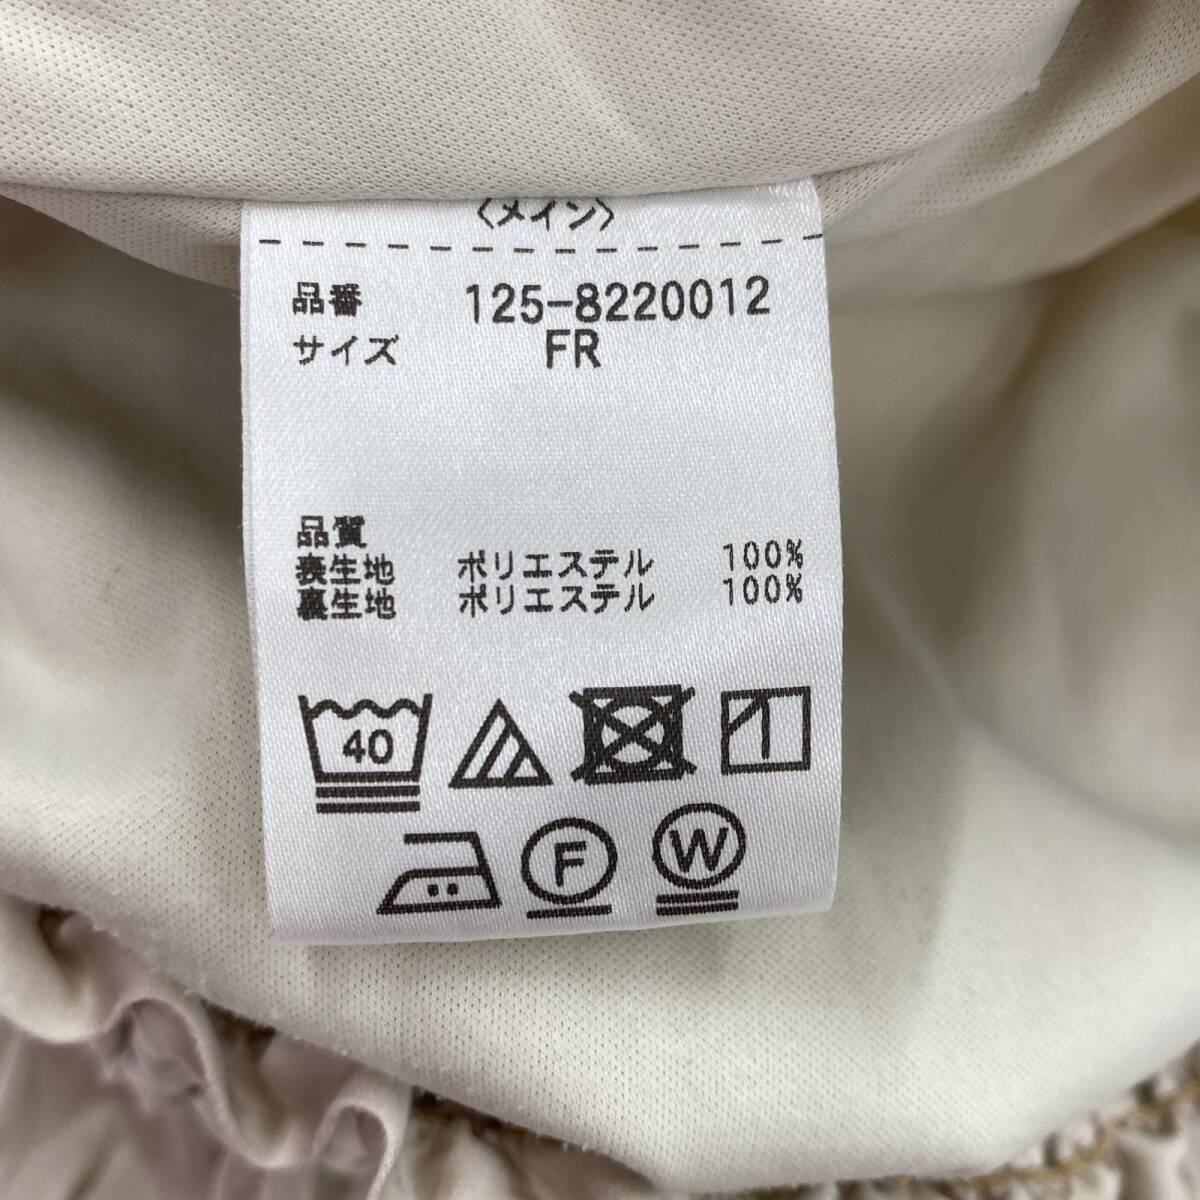 〈メイン〉
品番 125-8220012
サイズ FR
品質
表生地 ポリエステル 100%
裏生地 ポリエステル 100%
40
F W